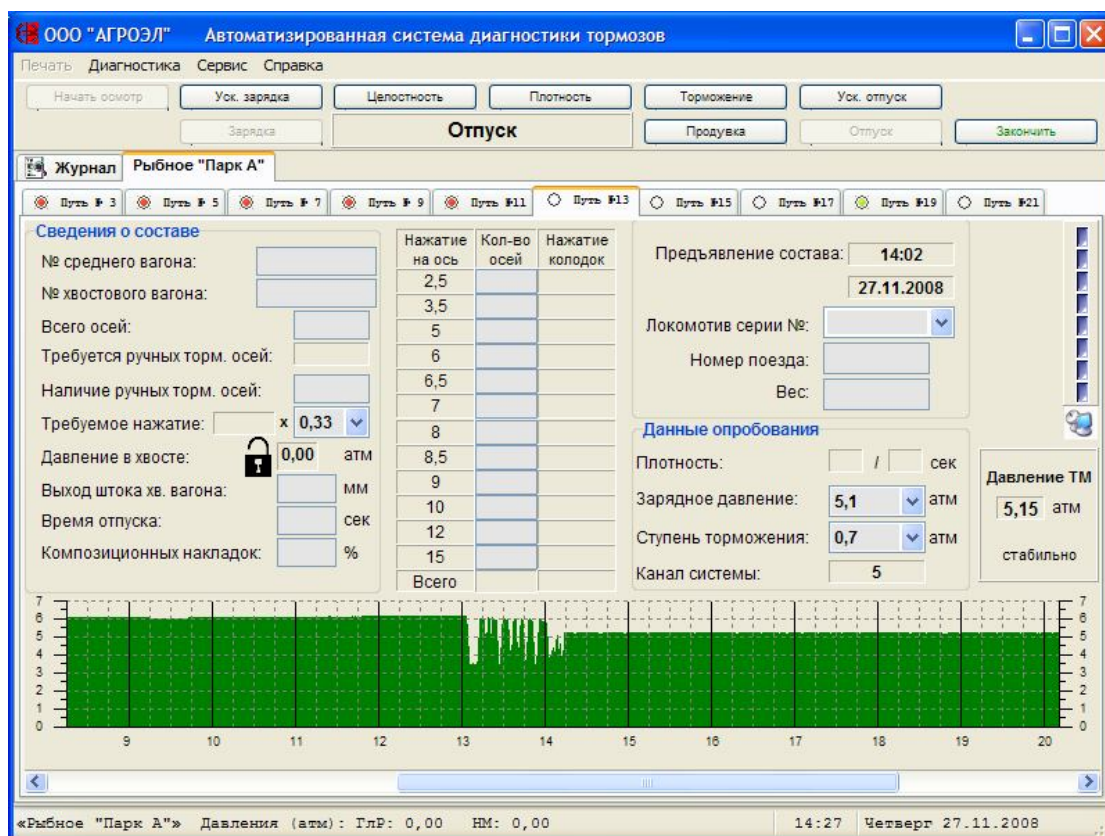 ООО "АГРОЭЛ" Автоматизированная система диагностики тормозов
Печать Диагностика Сервис Справка
Начать осмотр Уск. зарядка Целостность Плотность Торможение Уск. отпуск
Зарядка Отпуск Продувка Отпуск Закончить
Журнал Рыбное "Парк А"
Путь № 3 Путь № 5 Путь № 7 Путь № 9 Путь №11 Путь №13 Путь №15 Путь №17 Путь №19 Путь №21
Сведения о составе
№ среднего вагона:
№ хвостового вагона:
Всего осей:
Требуется ручных торм. осей:
Наличие ручных торм. осей:
Требуемое нажатие: x 0,33
Давление в хвосте: 0,00 атм
Выход штока хв. вагона: мм
Время отпуска: сек
Композиционных накладок: %
Нажатие Кол-во Нажатие
на ось осей колодок
2,5
3,5
5
6
6,5
7
8
8,5
9
10
12
15
Всего
Предъявление состава: 14:02
27.11.2008
Локомотив серии №:
Номер поезда:
Вес:
Данные опробования
Плотность: / сек
Зарядное давление: 5,1 атм
Ступень торможения: 0,7 атм
Канал системы: 5
Давление ТМ
5,15 атм
стабильно
7 7
6 6
5 5
4 4
3 3
2 2
1 1
0 0
9 10 11 12 13 14 15 16 17 18 19 20
«Рыбное "Парк А"» Давления (атм): ГлР: 0,00 НМ: 0,00 14:27 Четверг 27.11.2008